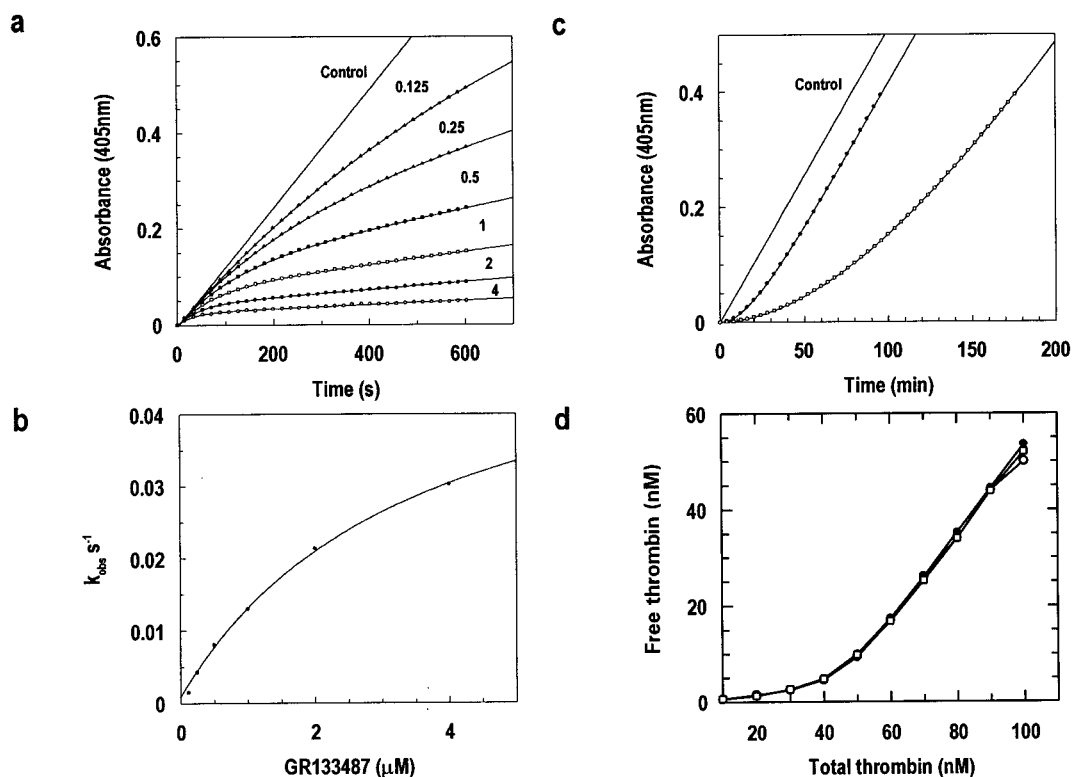 a
0.6
0.4
0.2
0
Absorbance (405nm)
Control
0.125
0.25
0.5
1
2
4
0 200 400 600
Time (s)
c
0.4
0.2
0
Absorbance (405nm)
Control
0 50 100 150 200
Time (min)
b
0.04
0.03
0.02
0.01
0
k obs s-1
0 2 4
GR133487 (μM)
d
60
40
20
0
Free thrombin (nM)
20 40 60 80 100
Total thrombin (nM)